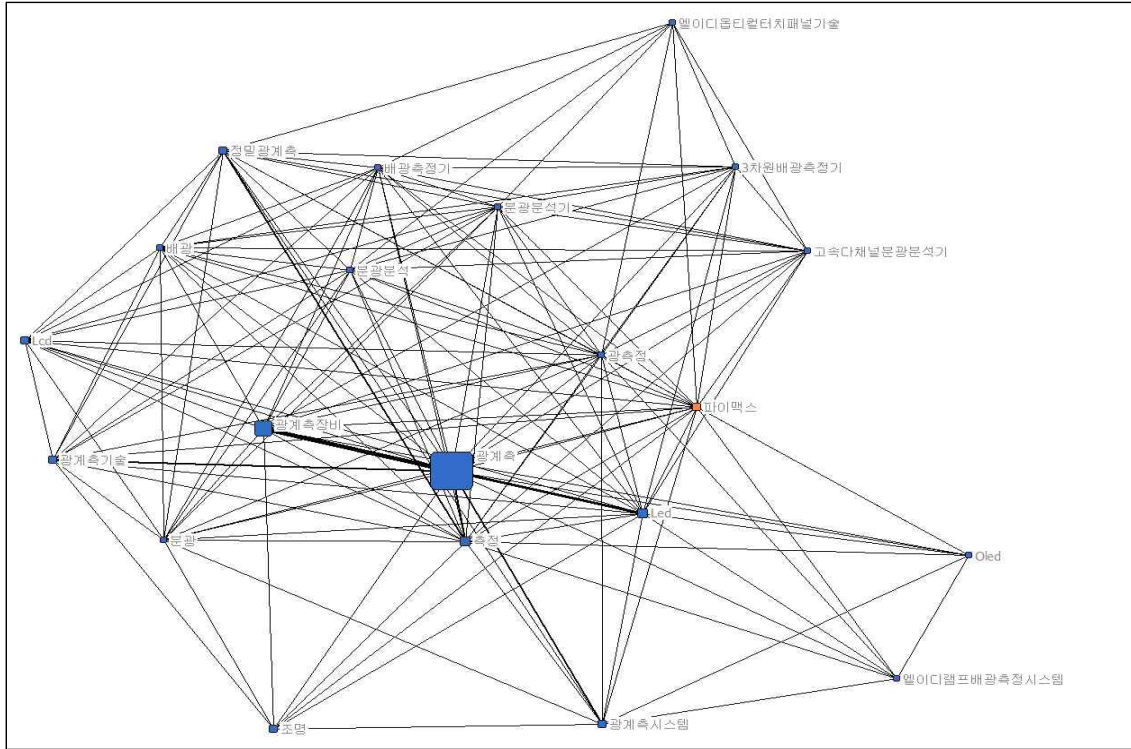 엘이디옵티컬터치패널기술
정밀광계측
배광측정기
3차원배광측정기
분광분석기
배광
고속다채널분광분석기
분광분석
Lcd
광측정
파이맥스
광계측장비
광계측기술
광계측
Led
분광
측정
Oled
엘이디램프배광측정시스템
조명
광계측시스템